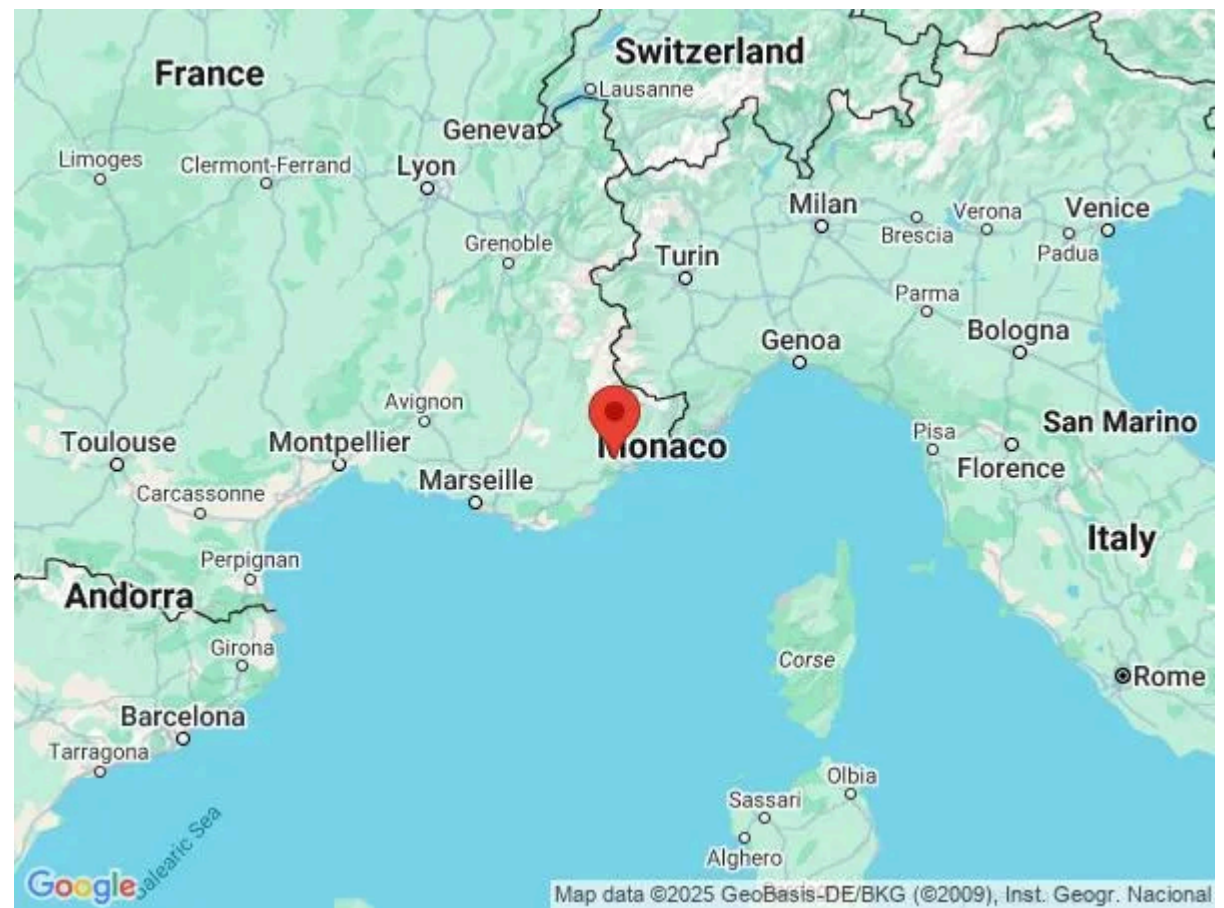 Switzerland
France
Lausanne
Geneva
Limoges
Clermont-Ferrand
Lyon
Milan
Verona
Venice
Brescia
Padua
Grenoble
Turin
Parma
Bologna
Genoa
Avignon
San Marino
Toulouse
Montpellier
Monaco
Pisa
Florence
Marseille
Carcassonne
Italy
Perpignan
Andorra
Girona
Corse
Rome
Barcelona
Tarragona
Olbia
Sassari
Alghero
Balearic Sea
Google
Map data ©2025 GeoBasis-DE/BKG (©2009), Inst. Geogr. Nacional